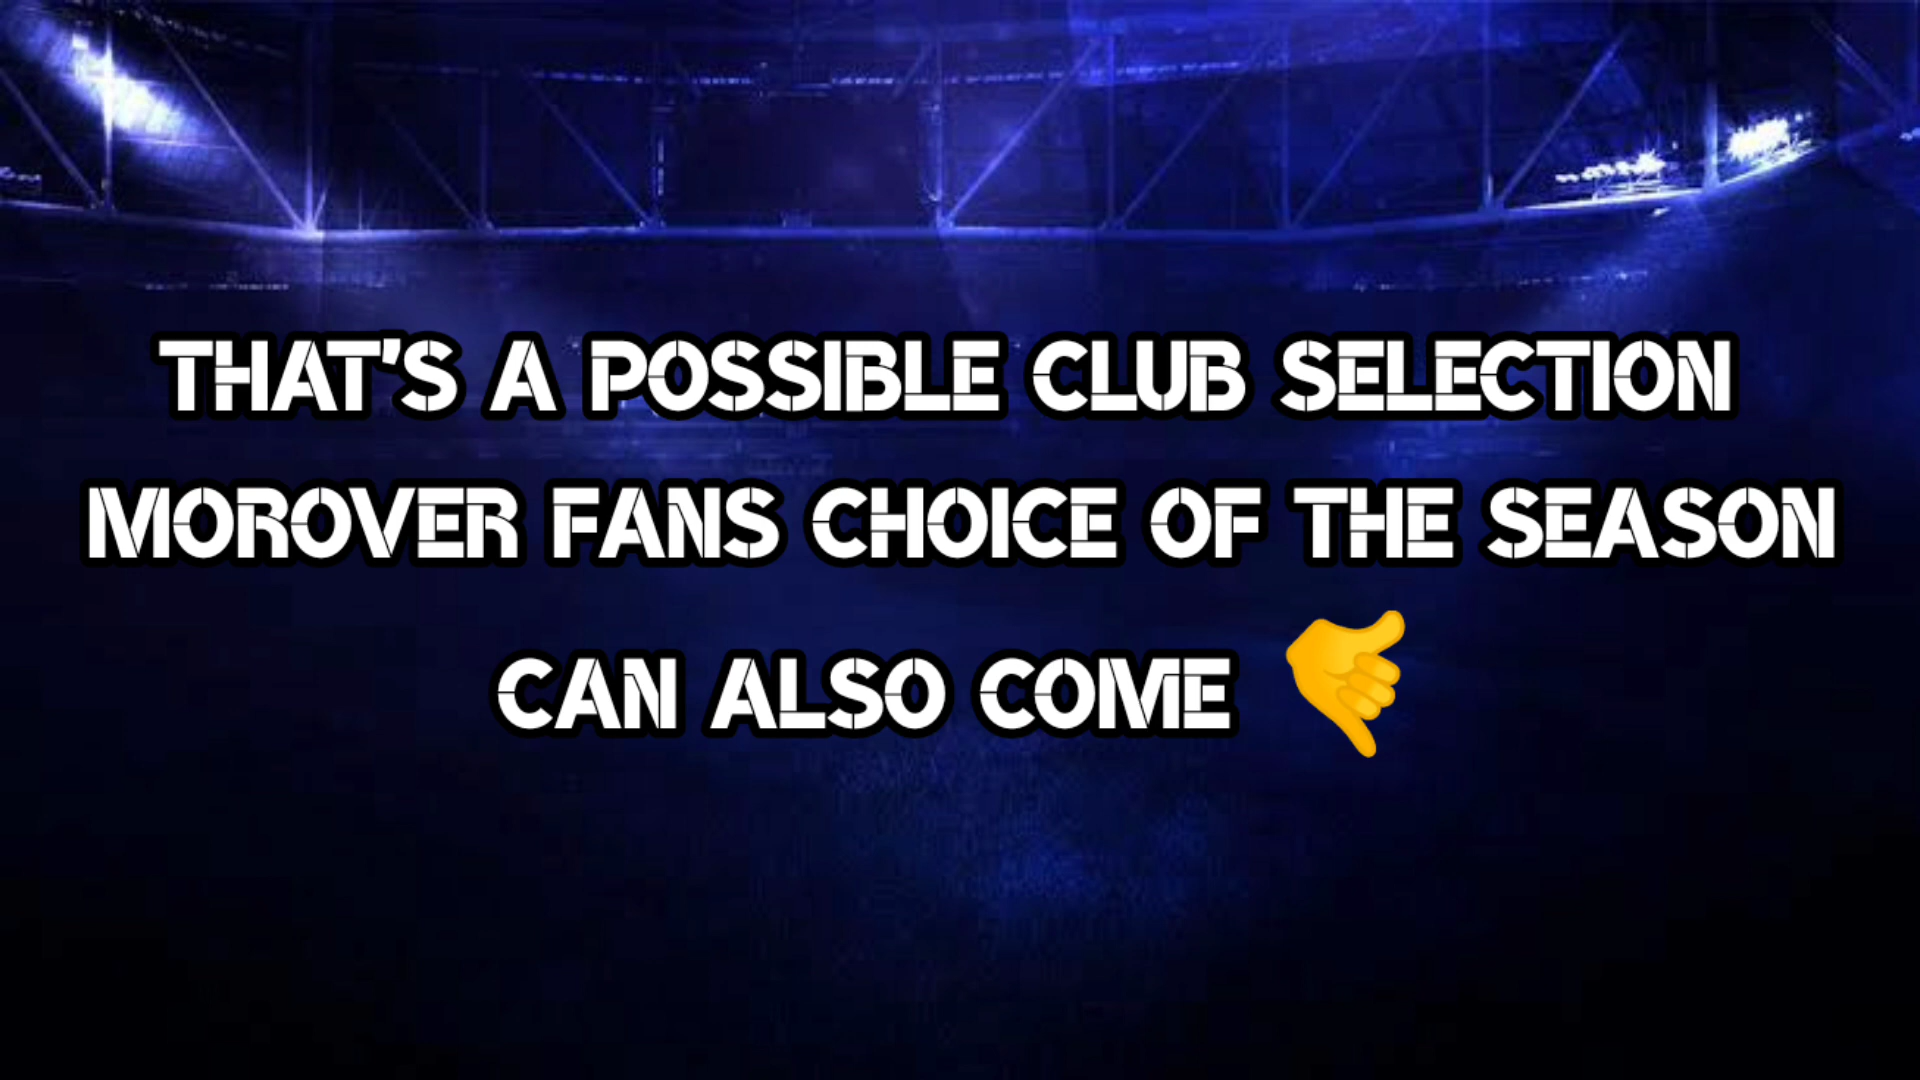 THAT'S A POSSIBLE CLUB SELECTION
MOROVER FANS CHOICE OF THE SEASON
CAN ALSO COME 🤙